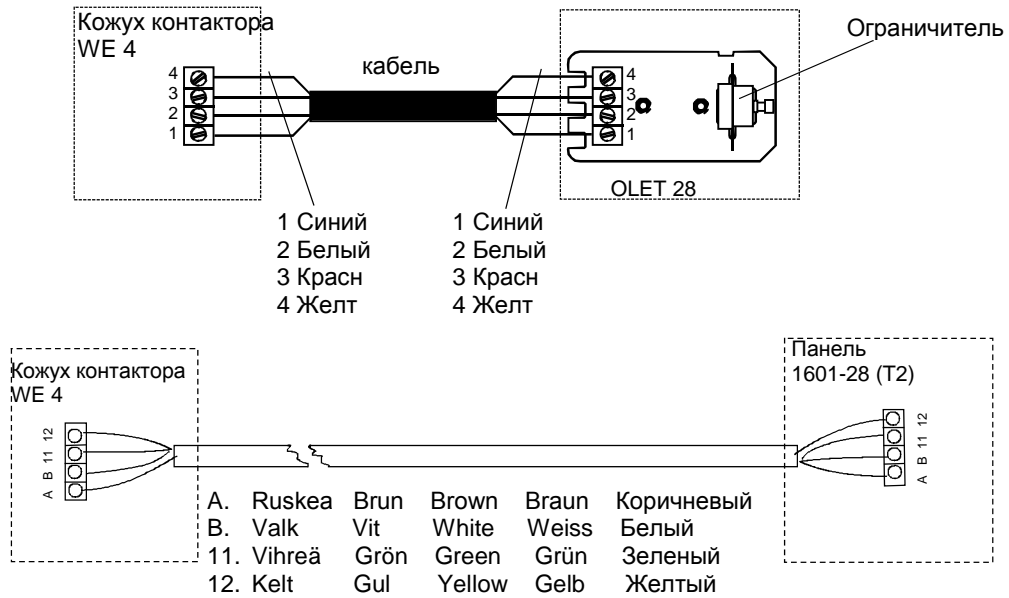 Кожух контактора
WE 4
Ограничитель
кабель
4
3
2
1
4
3
2
1
OLET 28
1 Синий
2 Белый
3 Красн
4 Желт
1 Синий
2 Белый
3 Красн
4 Желт
Кожух контактора
WE 4
Панель
1601-28 (T2)
12
11
B
A
12
11
B
A
A. Ruskea Brun Brown Braun Коричневый
B. Valk Vit White Weiss Белый
11. Vihreä Grön Green Grün Зеленый
12. Kelt Gul Yellow Gelb Желтый